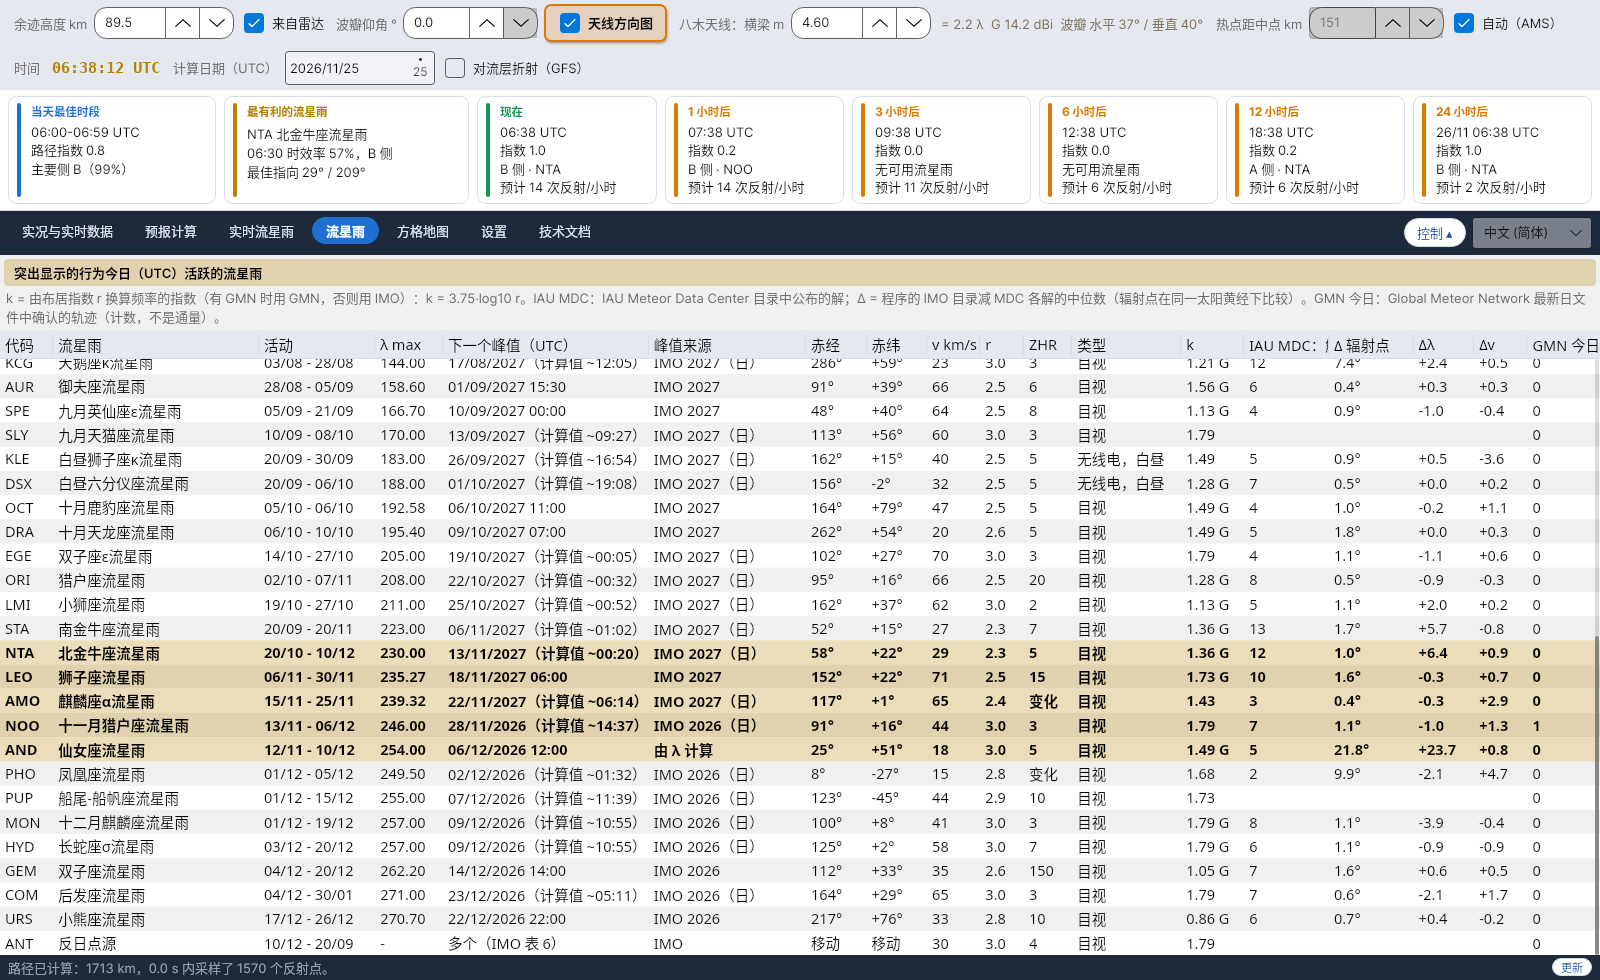 余迹高度 km 89.5 来自雷达 波瓣仰角 ° 0.0 天线方向图 八木天线：横梁 m 4.60 = 2.2 λ G 14.2 dBi 波瓣 水平 37° / 垂直 40° 热点距中点 km 151 自动（AMS）
时间 06:38:12 UTC 计算日期（UTC） 2026/11/25 25 对流层折射（GFS）
当天最佳时段
06:00-06:59 UTC
路径指数 0.8
主要侧 B（99%）
最有利的流星雨
NTA 北金牛座流星雨
06:30 时效率 57%，B 侧
最佳指向 29° / 209°
现在
06:38 UTC
指数 1.0
B 侧 · NTA
预计 14 次反射/小时
1 小时后
07:38 UTC
指数 0.2
B 侧 · NOO
预计 14 次反射/小时
3 小时后
09:38 UTC
指数 0.0
无可用流星雨
预计 11 次反射/小时
6 小时后
12:38 UTC
指数 0.0
无可用流星雨
预计 6 次反射/小时
12 小时后
18:38 UTC
指数 0.2
A 侧 · NTA
预计 6 次反射/小时
24 小时后
26/11 06:38 UTC
指数 1.0
B 侧 · NTA
预计 2 次反射/小时
实况与实时数据 预报计算 实时流星雨 流星雨 方格地图 设置 技术文档 控制 ▴ 中文 (简体)
突出显示的行为今日（UTC）活跃的流星雨
k = 由布居指数 r 换算频率的指数（有 GMN 时用 GMN，否则用 IMO）：k = 3.75·log10 r。IAU MDC：IAU Meteor Data Center 目录中公布的解；Δ = 程序的 IMO 目录减 MDC 各解的中位数（辐射点在同一太阳黄经下比较）。GMN 今日：Global Meteor Network 最新日文
件中确认的轨迹（计数，不是通量）。
代码 流星雨 活动 λ max 下一个峰值（UTC） 峰值来源 赤经 赤纬 v km/s r ZHR 类型 k IAU MDC： Δ 辐射点 Δλ Δv GMN 今日
KCG 天鹅座κ流星雨 03/08 - 28/08 144.00 17/08/2027（计算值 ~12:05） IMO 2027（日） 286° +59° 23 3.0 3 目视 1.21 G 12 7.4° +2.4 +0.5 0
AUR 御夫座流星雨 28/08 - 05/09 158.60 01/09/2027 15:30 IMO 2027 91° +39° 66 2.5 6 目视 1.56 G 6 0.4° +0.3 +0.3 0
SPE 九月英仙座ε流星雨 05/09 - 21/09 166.70 10/09/2027 00:00 IMO 2027 48° +40° 64 2.5 8 目视 1.13 G 4 0.9° -1.0 -0.4 0
SLY 九月天猫座流星雨 10/09 - 08/10 170.00 13/09/2027（计算值 ~09:27） IMO 2027（日） 113° +56° 60 3.0 3 目视 1.79 0
KLE 白昼狮子座κ流星雨 20/09 - 30/09 183.00 26/09/2027（计算值 ~16:54） IMO 2027（日） 162° +15° 40 2.5 5 无线电，白昼 1.49 5 0.9° +0.5 -3.6 0
DSX 白昼六分仪座流星雨 20/09 - 06/10 188.00 01/10/2027（计算值 ~19:08） IMO 2027（日） 156° -2° 32 2.5 5 无线电，白昼 1.28 G 7 0.5° +0.0 +0.2 0
OCT 十月鹿豹座流星雨 05/10 - 06/10 192.58 06/10/2027 11:00 IMO 2027 164° +79° 47 2.5 5 目视 1.49 G 4 1.0° -0.2 +1.1 0
DRA 十月天龙座流星雨 06/10 - 10/10 195.40 09/10/2027 07:00 IMO 2027 262° +54° 20 2.6 5 目视 1.49 G 5 1.8° +0.0 +0.3 0
EGE 双子座ε流星雨 14/10 - 27/10 205.00 19/10/2027（计算值 ~00:05） IMO 2027（日） 102° +27° 70 3.0 3 目视 1.79 4 1.1° -1.1 +0.6 0
ORI 猎户座流星雨 02/10 - 07/11 208.00 22/10/2027（计算值 ~00:32） IMO 2027（日） 95° +16° 66 2.5 20 目视 1.28 G 8 0.5° -0.9 -0.3 0
LMI 小狮座流星雨 19/10 - 27/10 211.00 25/10/2027（计算值 ~00:52） IMO 2027（日） 162° +37° 62 3.0 2 目视 1.13 G 5 1.1° +2.0 +0.2 0
STA 南金牛座流星雨 20/09 - 20/11 223.00 06/11/2027（计算值 ~01:02） IMO 2027（日） 52° +15° 27 2.3 7 目视 1.36 G 13 1.7° +5.7 -0.8 0
NTA 北金牛座流星雨 20/10 - 10/12 230.00 13/11/2027（计算值 ~00:20） IMO 2027（日） 58° +22° 29 2.3 5 目视 1.36 G 12 1.0° +6.4 +0.9 0
LEO 狮子座流星雨 06/11 - 30/11 235.27 18/11/2027 06:00 IMO 2027 152° +22° 71 2.5 15 目视 1.73 G 10 1.6° -0.3 +0.7 0
AMO 麒麟座α流星雨 15/11 - 25/11 239.32 22/11/2027（计算值 ~06:14） IMO 2027（日） 117° +1° 65 2.4 变化 目视 1.43 3 0.4° -0.3 +2.9 0
NOO 十一月猎户座流星雨 13/11 - 06/12 246.00 28/11/2026（计算值 ~14:37） IMO 2026（日） 91° +16° 44 3.0 3 目视 1.79 7 1.1° -1.0 +1.3 1
AND 仙女座流星雨 12/11 - 10/12 254.00 06/12/2026 12:00 由 λ 计算 25° +51° 18 3.0 5 目视 1.49 G 5 21.8° +23.7 +0.8 0
PHO 凤凰座流星雨 01/12 - 05/12 249.50 02/12/2026（计算值 ~01:32） IMO 2026（日） 8° -27° 15 2.8 变化 目视 1.68 2 9.9° -2.1 +4.7 0
PUP 船尾-船帆座流星雨 01/12 - 15/12 255.00 07/12/2026（计算值 ~11:39） IMO 2026（日） 123° -45° 44 2.9 10 目视 1.73 0
MON 十二月麒麟座流星雨 01/12 - 19/12 257.00 09/12/2026（计算值 ~10:55） IMO 2026（日） 100° +8° 41 3.0 3 目视 1.79 G 8 1.1° -3.9 -0.4 0
HYD 长蛇座σ流星雨 03/12 - 20/12 257.00 09/12/2026（计算值 ~10:55） IMO 2026（日） 125° +2° 58 3.0 7 目视 1.79 G 6 1.1° -0.9 -0.9 0
GEM 双子座流星雨 04/12 - 20/12 262.20 14/12/2026 14:00 IMO 2026 112° +33° 35 2.6 150 目视 1.05 G 7 1.6° +0.6 +0.5 0
COM 后发座流星雨 04/12 - 30/01 271.00 23/12/2026（计算值 ~05:11） IMO 2026（日） 164° +29° 65 3.0 3 目视 1.79 7 0.6° -2.1 +1.7 0
URS 小熊座流星雨 17/12 - 26/12 270.70 22/12/2026 22:00 IMO 2026 217° +76° 33 2.8 10 目视 0.86 G 6 0.7° +0.4 -0.2 0
ANT 反日点源 10/12 - 20/09 - 多个（IMO 表 6） IMO 移动 移动 30 3.0 4 目视 1.79 0
路径已计算：1713 km，0.0 s 内采样了 1570 个反射点。 更新